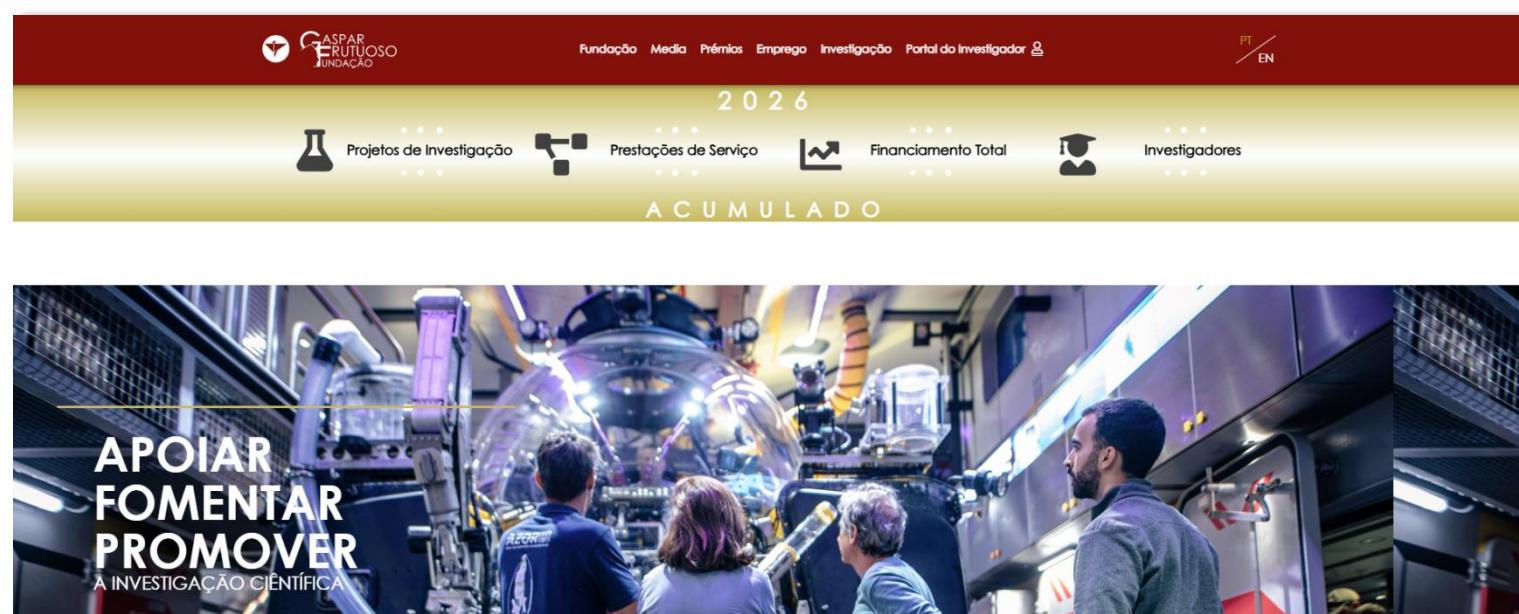 GASPAR
FRUTUOSO
FUNDAÇÃO
Fundação Media Prémios Emprego Investigação Portal do Investigador
PT
EN
2026
Projetos de Investigação
Prestações de Serviço
Financiamento Total
Investigadores
ACUMULADO
APOIAR
FOMENTAR
PROMOVER
A INVESTIGAÇÃO CIÊNTÍFICA